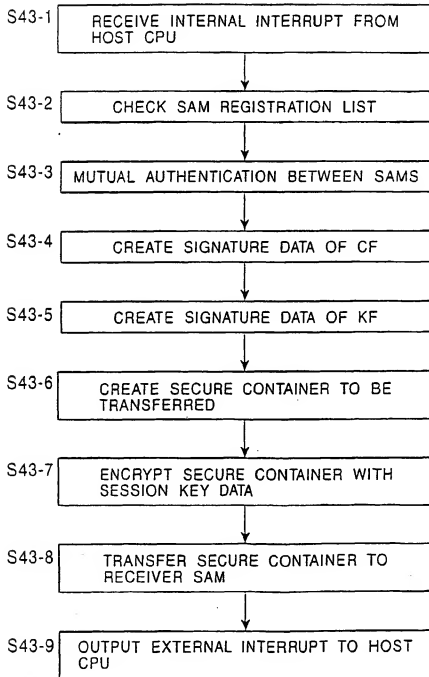 S43-1 RECEIVE INTERNAL INTERRUPT FROM
HOST CPU
S43-2 CHECK SAM REGISTRATION LIST
S43-3 MUTUAL AUTHENTICATION BETWEEN SAMS
S43-4 CREATE SIGNATURE DATA OF CF
S43-5 CREATE SIGNATURE DATA OF KF
S43-6 CREATE SECURE CONTAINER TO BE
TRANSFERRED
S43-7 ENCRYPT SECURE CONTAINER WITH
SESSION KEY DATA
S43-8 TRANSFER SECURE CONTAINER TO
RECEIVER SAM
S43-9 OUTPUT EXTERNAL INTERRUPT TO HOST
CPU